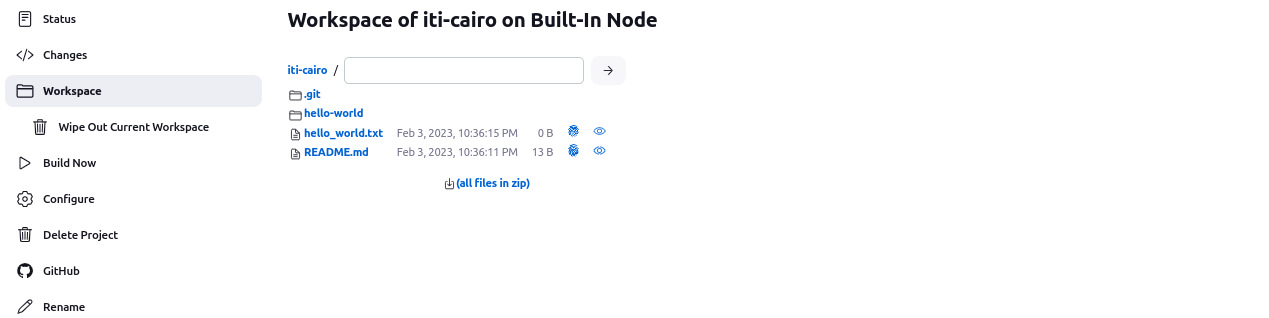 Status
Changes
Workspace
Wipe Out Current Workspace
Build Now
Configure
Delete Project
GitHub
Rename
Workspace of iti-cairo on Built-In Node
iti-cairo /
.git
hello-world
hello_world.txt Feb 3, 2023, 10:36:15 PM 0 B
README.md Feb 3, 2023, 10:36:11 PM 13 B
(all files in zip)